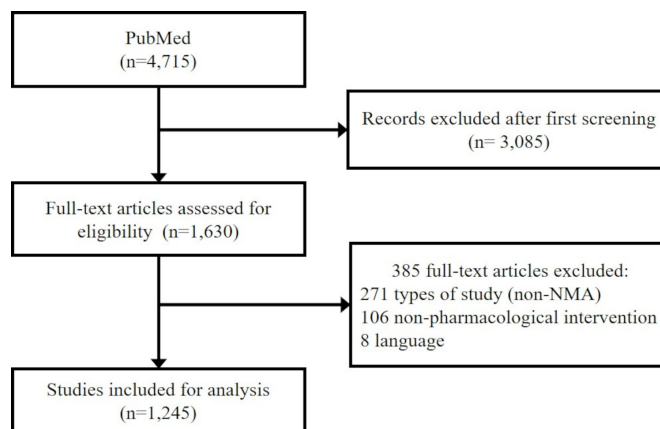 PubMed
(n=4,715)
Records excluded after first screening
(n= 3,085)
Full-text articles assessed for
eligibility (n=1,630)
385 full-text articles excluded:
271 types of study (non-NMA)
106 non-pharmacological intervention
8 language
Studies included for analysis
(n=1,245)